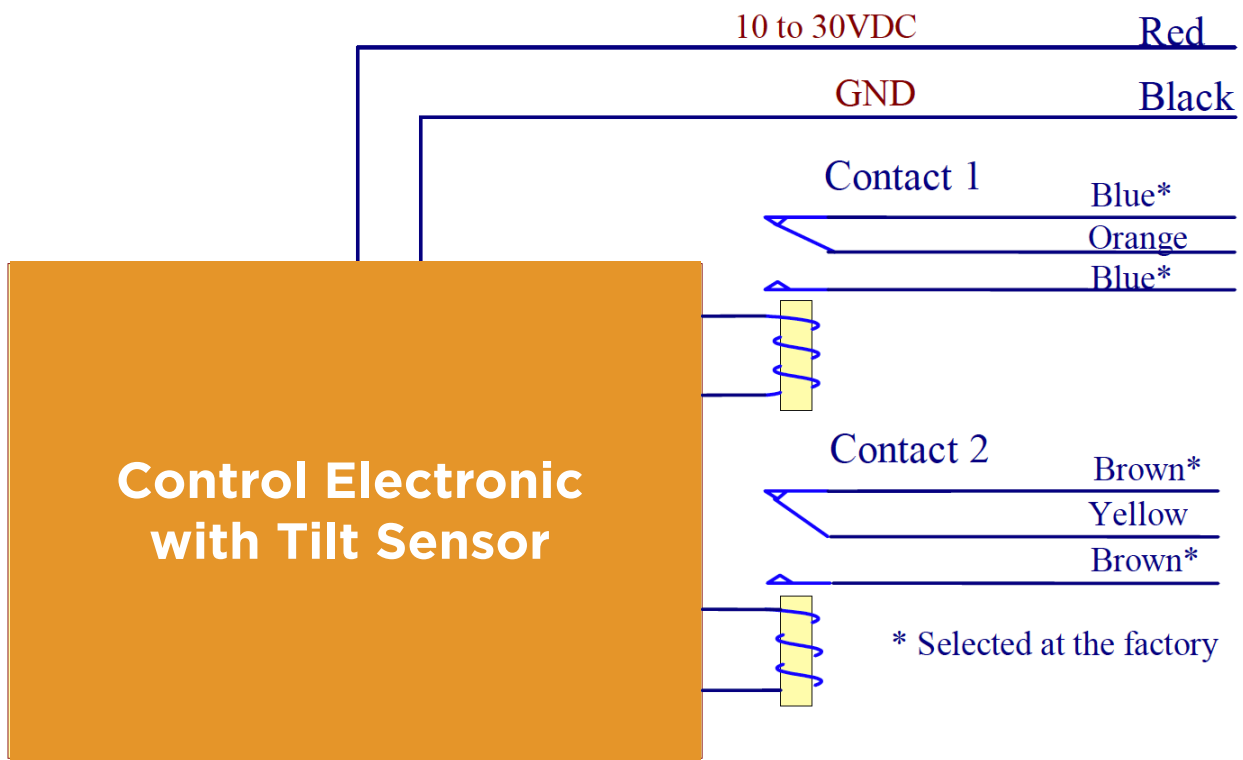 10 to 30VDC Red
GND Black
Contact 1
Blue*
Orange
Blue*
Control Electronic
with Tilt Sensor
Contact 2
Brown*
Yellow
Brown*
* Selected at the factory